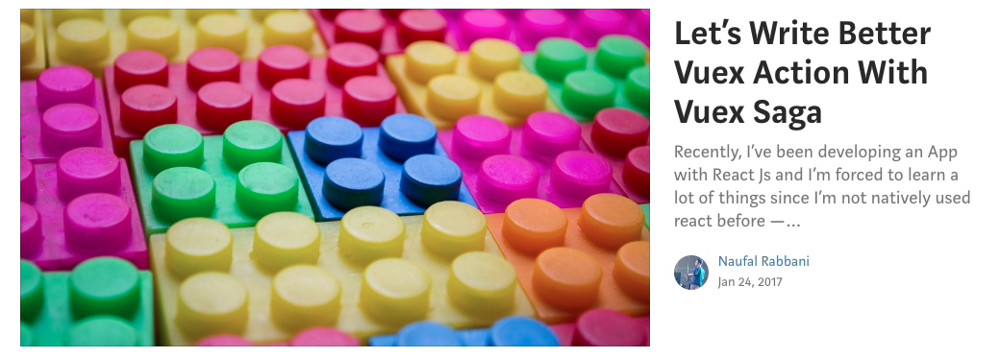 Let's Write Better
Vuex Action With
Vuex Saga
Recently, I've been developing an App
with React Js and I'm forced to learn a
lot of things since I'm not natively used
react before —…
Naufal Rabbani
Jan 24, 2017